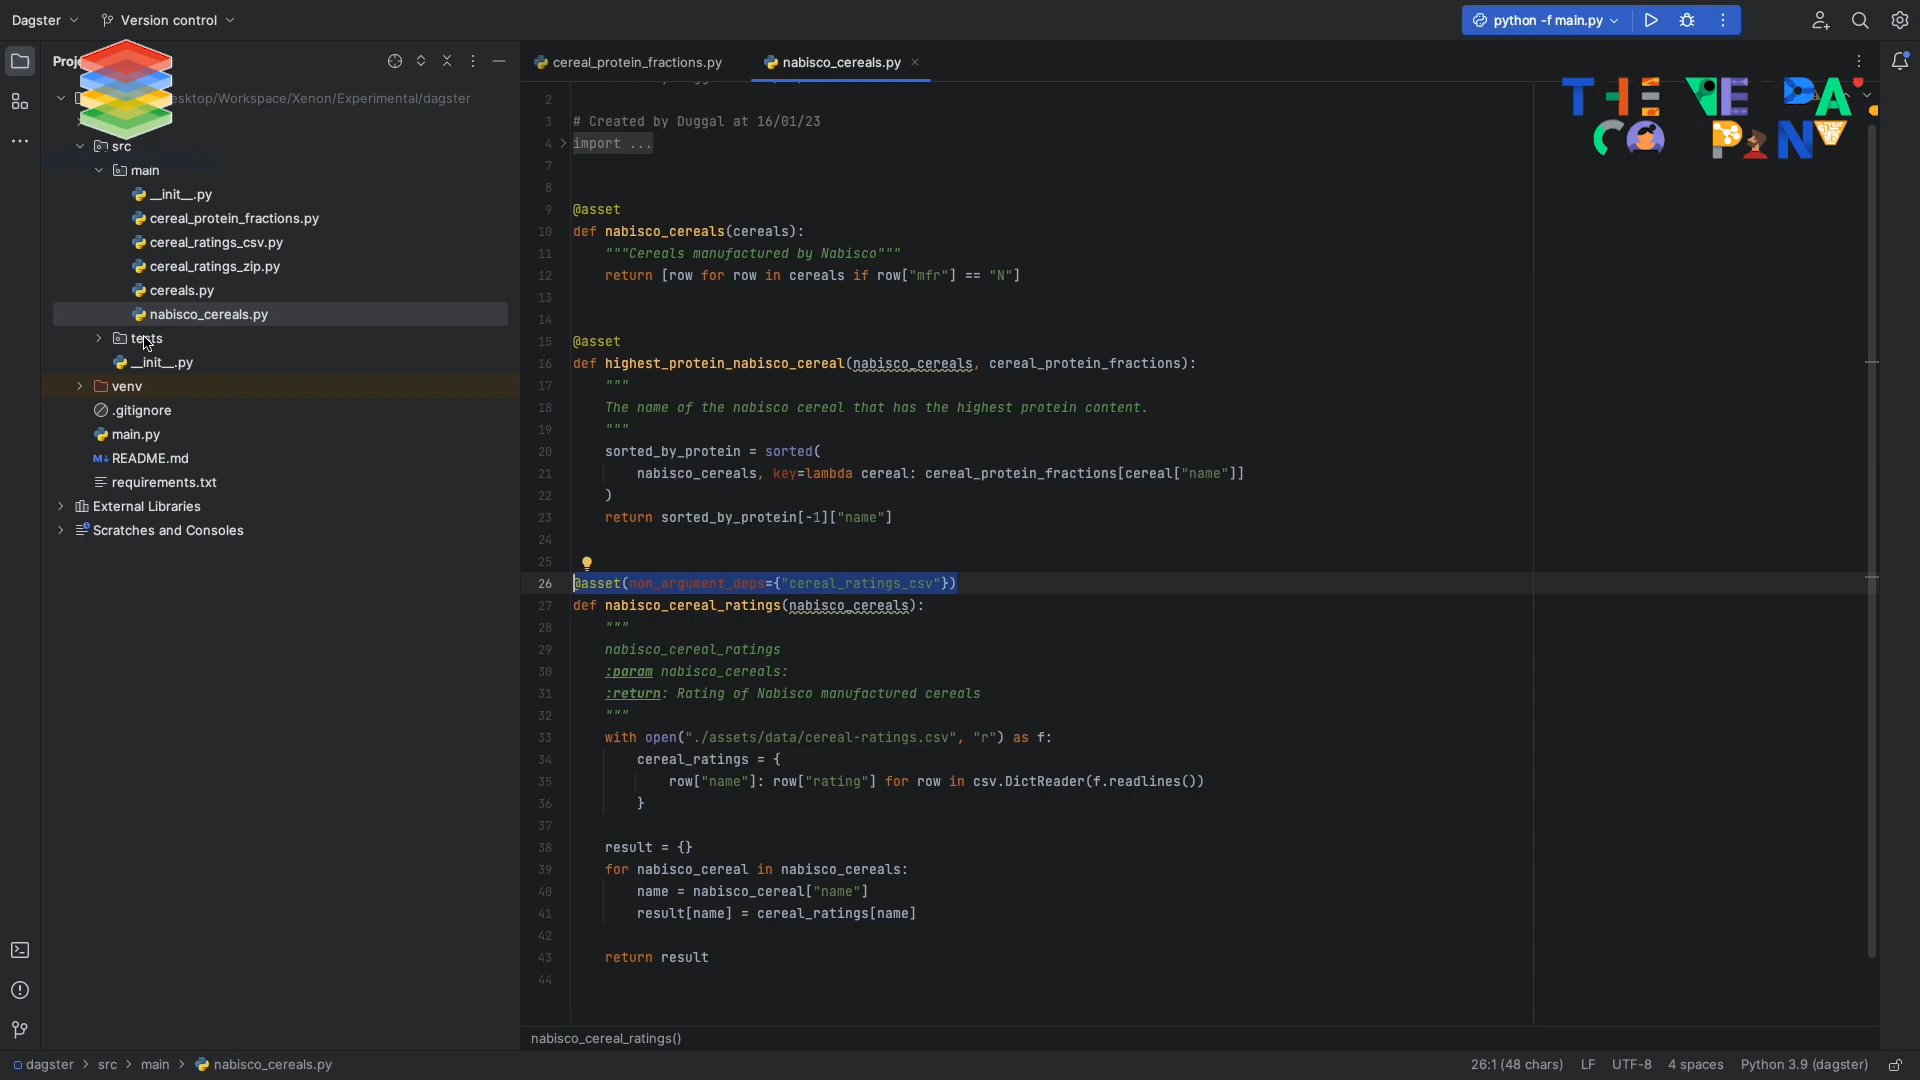 Dagster
Version control
python -f main.py
Proje
cereal_protein_fractions.py
nabisco_cereals.py
esktop/Workspace/Xenon/Experimental/dagster
src
main
__init__.py
cereal_protein_fractions.py
cereal_ratings_csv.py
cereal_ratings_zip.py
cereals.py
nabisco_cereals.py
tests
__init__.py
venv
.gitignore
main.py
M↓ README.md
requirements.txt
External Libraries
Scratches and Consoles
2
3 # Created by Duggal at 16/01/23
4 import ...
7
8
9 @asset
10 def nabisco_cereals(cereals):
11 """Cereals manufactured by Nabisco"""
12 return [row for row in cereals if row["mfr"] == "N"]
13
14
15 @asset
16 def highest_protein_nabisco_cereal(nabisco_cereals, cereal_protein_fractions):
17 """
18 The name of the nabisco cereal that has the highest protein content.
19 """
20 sorted_by_protein = sorted(
21 nabisco_cereals, key=lambda cereal: cereal_protein_fractions[cereal["name"]]
22 )
23 return sorted_by_protein[-1]["name"]
24
25
26 @asset(non_argument_deps={"cereal_ratings_csv"})
27 def nabisco_cereal_ratings(nabisco_cereals):
28 """
29 nabisco_cereal_ratings
30 :param nabisco_cereals:
31 :return: Rating of Nabisco manufactured cereals
32 """
33 with open("./assets/data/cereal-ratings.csv", "r") as f:
34 cereal_ratings = {
35 row["name"]: row["rating"] for row in csv.DictReader(f.readlines())
36 }
37
38 result = {}
39 for nabisco_cereal in nabisco_cereals:
40 name = nabisco_cereal["name"]
41 result[name] = cereal_ratings[name]
42
43 return result
44
nabisco_cereal_ratings()
dagster > src > main > nabisco_cereals.py
26:1 (48 chars) LF UTF-8 4 spaces Python 3.9 (dagster)